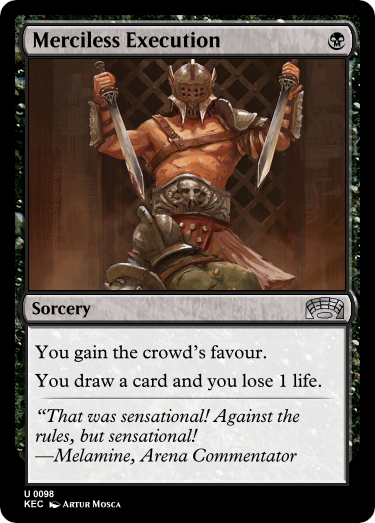 Merciless Execution
Sorcery
You gain the crowd's favour.
You draw a card and you lose 1 life.
“That was sensational! Against the
rules, but sensational!
—Melamine, Arena Commentator
U 0098
KEC Artur Mosca